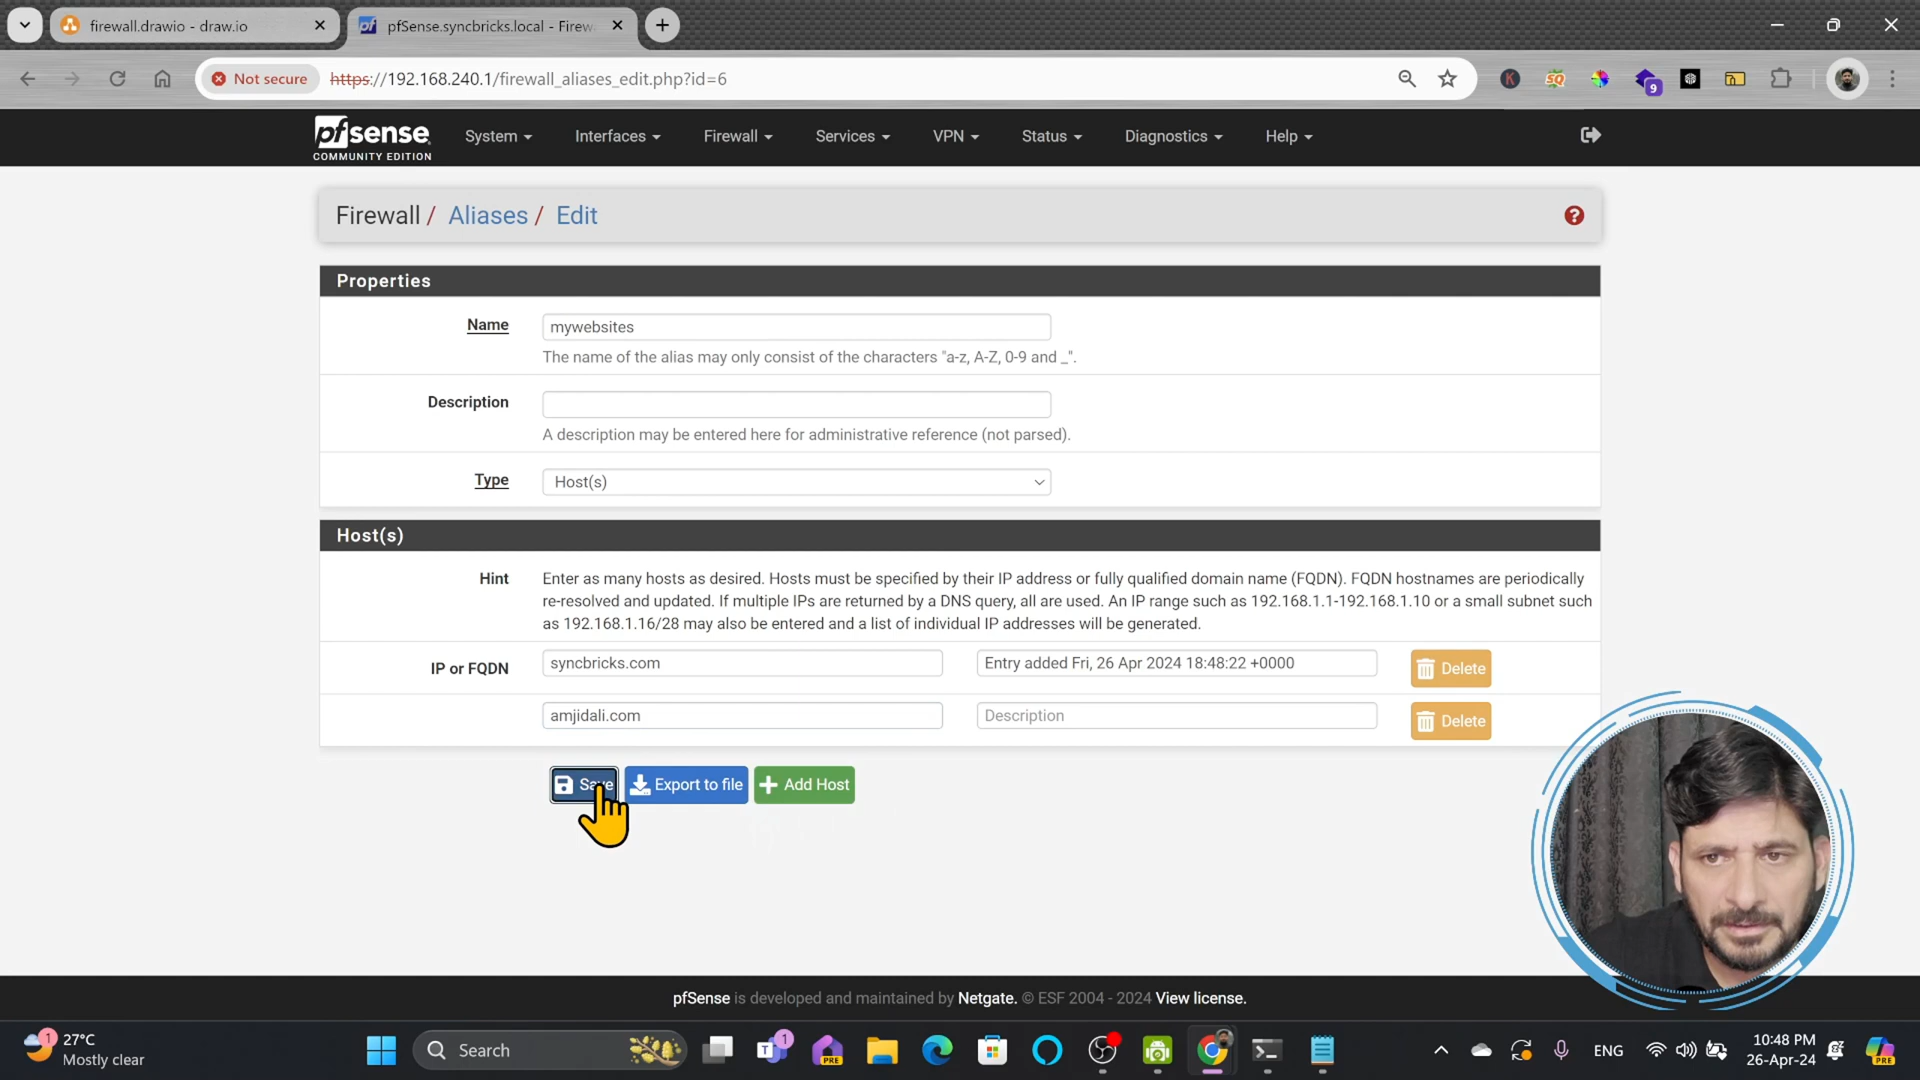 firewall.drawio - draw.io
pfSense.syncbricks.local - Firew
Not secure
https://192.168.240.1/firewall_aliases_edit.php?id=6
9
pfsense
COMMUNITY EDITION
System
Interfaces
Firewall
Services
VPN
Status
Diagnostics
Help
Firewall / Aliases / Edit
Properties
Name
mywebsites
The name of the alias may only consist of the characters "a-z, A-Z, 0-9 and _".
Description
A description may be entered here for administrative reference (not parsed).
Type
Host(s)
Host(s)
Hint
Enter as many hosts as desired. Hosts must be specified by their IP address or fully qualified domain name (FQDN). FQDN hostnames are periodically
re-resolved and updated. If multiple IPs are returned by a DNS query, all are used. An IP range such as 192.168.1.1-192.168.1.10 or a small subnet such
as 192.168.1.16/28 may also be entered and a list of individual IP addresses will be generated.
IP or FQDN
syncbricks.com
Entry added Fri, 26 Apr 2024 18:48:22 +0000
Delete
amjidali.com
Description
Delete
Save
Export to file
Add Host
pfSense is developed and maintained by Netgate. © ESF 2004 - 2024 View license.
1
27°C
Mostly clear
Search
1
PRE
ENG
10:48 PM
26-Apr-24
PRE